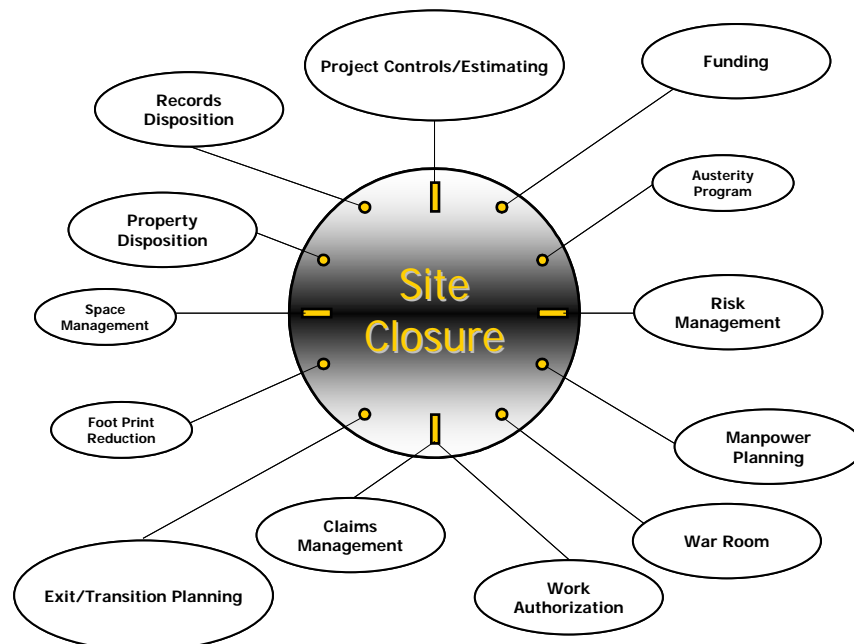 Project Controls/Estimating
Funding
Records
Disposition
Austerity
Program
Property
Disposition
Site
Closure
Space
Management
Risk
Management
Foot Print
Reduction
Manpower
Planning
Claims
Management
War Room
Exit/Transition Planning
Work
Authorization